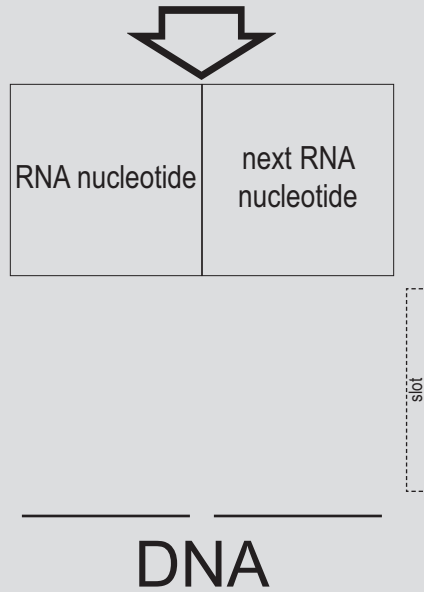 RNA nucleotide
next RNA
nucleotide
slot
DNA